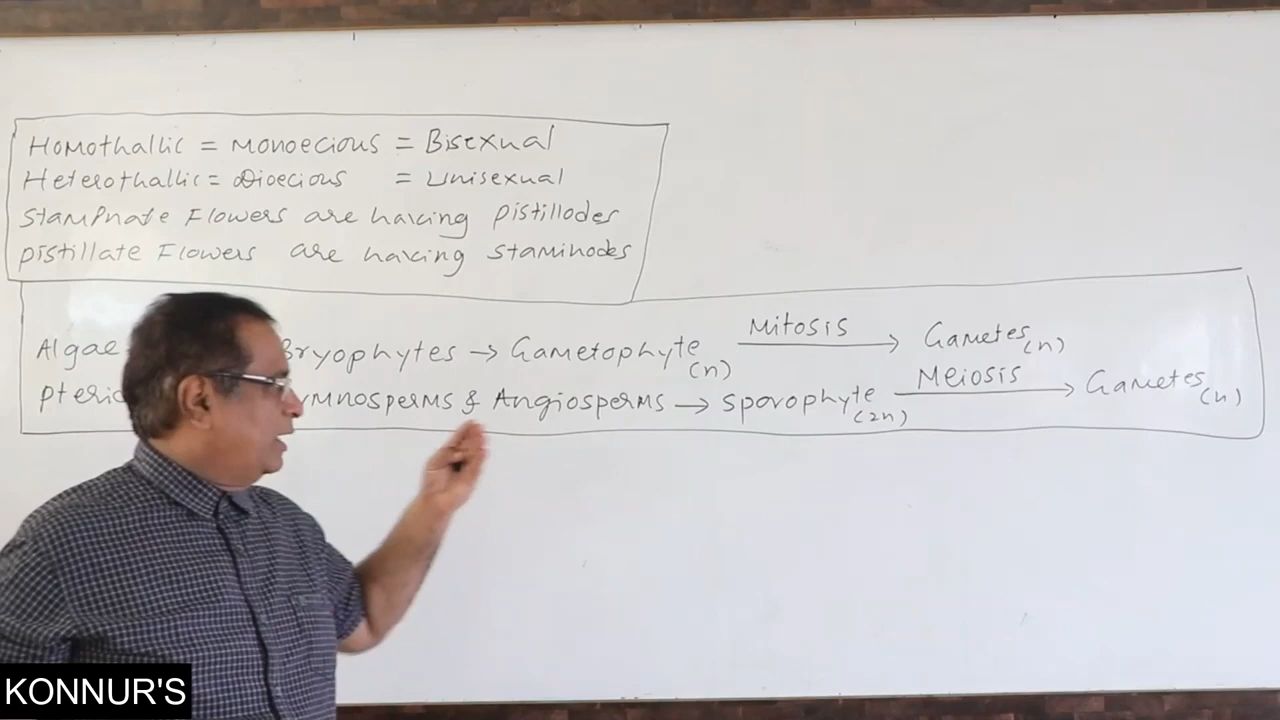 Homothallic = Monoecious = Bisexual
Heterothallic = Dioecious = Unisexual
Staminate Flowers are having pistillodes
pistillate Flowers are having staminodes
Algae Bryophytes → Gametophyte (n) Mitosis → Gametes (n)
& Angiosperms → Sporophyte (2n) Meiosis → Gametes (n)
KONNUR'S